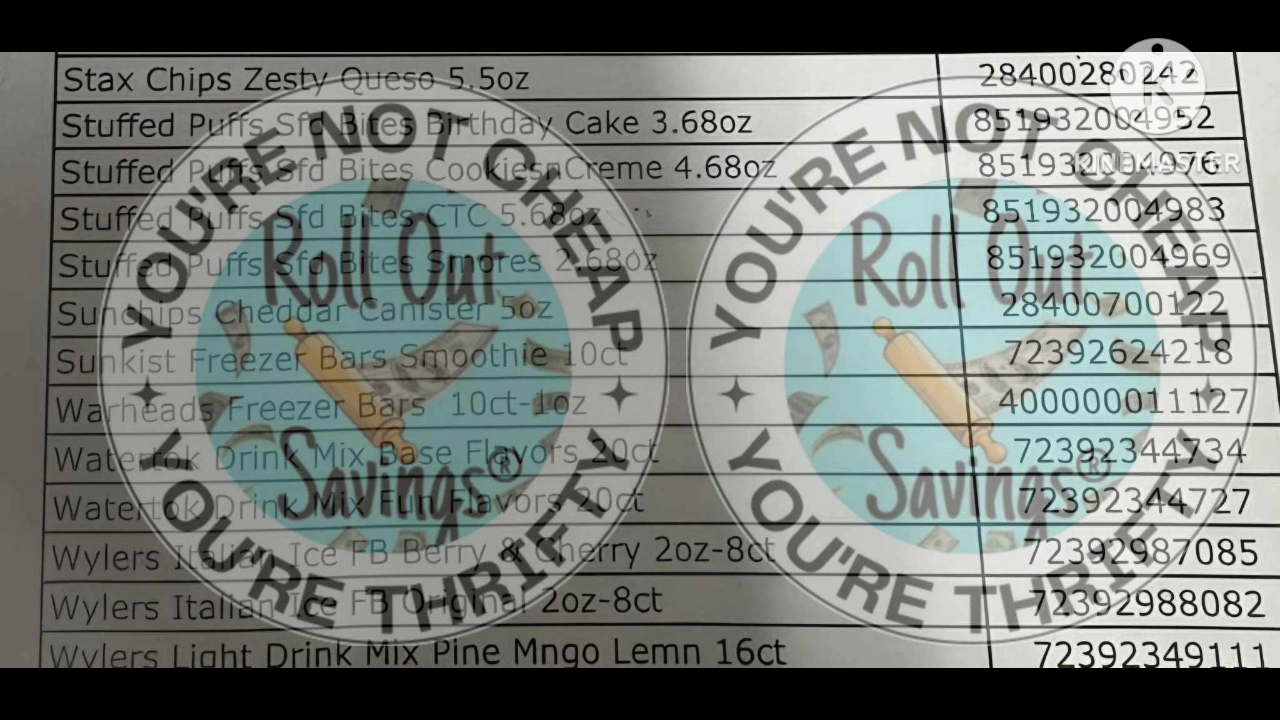 Stax Chips Zesty Queso 5.5oz 28400280242
Stuffed Puffs Sfd Bites Birthday Cake 3.68oz 851932004952
Stuffed Puffs Sfd Bites CookiesnCreme 4.68oz 851932004976
Stuffed Puffs Sfd Bites CTC 5.68oz 851932004983
Stuffed Puffs Sfd Bites Smores 2.68oz 851932004969
Sunchips Cheddar Canister 5oz 28400700122
Sunkist Freezer Bars Smoothie 10ct 72392624218
Warheads Freezer Bars 10ct-1oz 400000011127
Watertok Drink Mix Base Flavors 20ct 72392344734
Watertok Drink Mix Fun Flavors 20ct 72392344727
Wylers Italian Ice FB Berry & Cherry 2oz-8ct 72392987085
Wylers Italian Ice FB Original 2oz-8ct 72392988082
Wylers Light Drink Mix Pine Mngo Lemn 16ct 72392349111
YOU'RE NOT CHEAP
Roll Out
Savings®
YOU'RE THRIFTY
YOU'RE NOT CHEAP
Roll Out
Savings®
YOU'RE THRIFTY
KINEMASTER